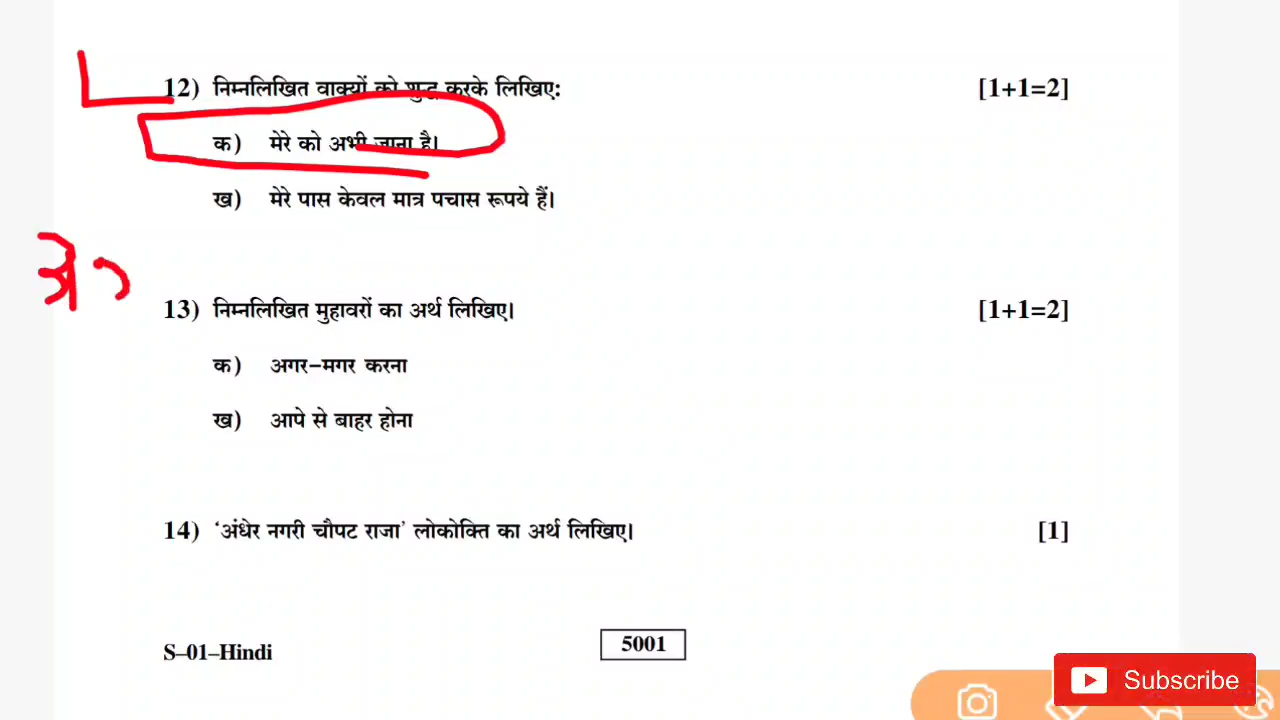 12) निम्नलिखित वाक्यों को शुद्ध करके लिखिए: [1+1=2]
क) मेरे को अभी जाना है।
ख) मेरे पास केवल मात्र पचास रूपये हैं।
13) निम्नलिखित मुहावरों का अर्थ लिखिए। [1+1=2]
क) अगर–मगर करना
ख) आपे से बाहर होना
14) ‘अंधेर नगरी चौपट राजा’ लोकोक्ति का अर्थ लिखिए। [1]
S–01–Hindi 5001
Subscribe